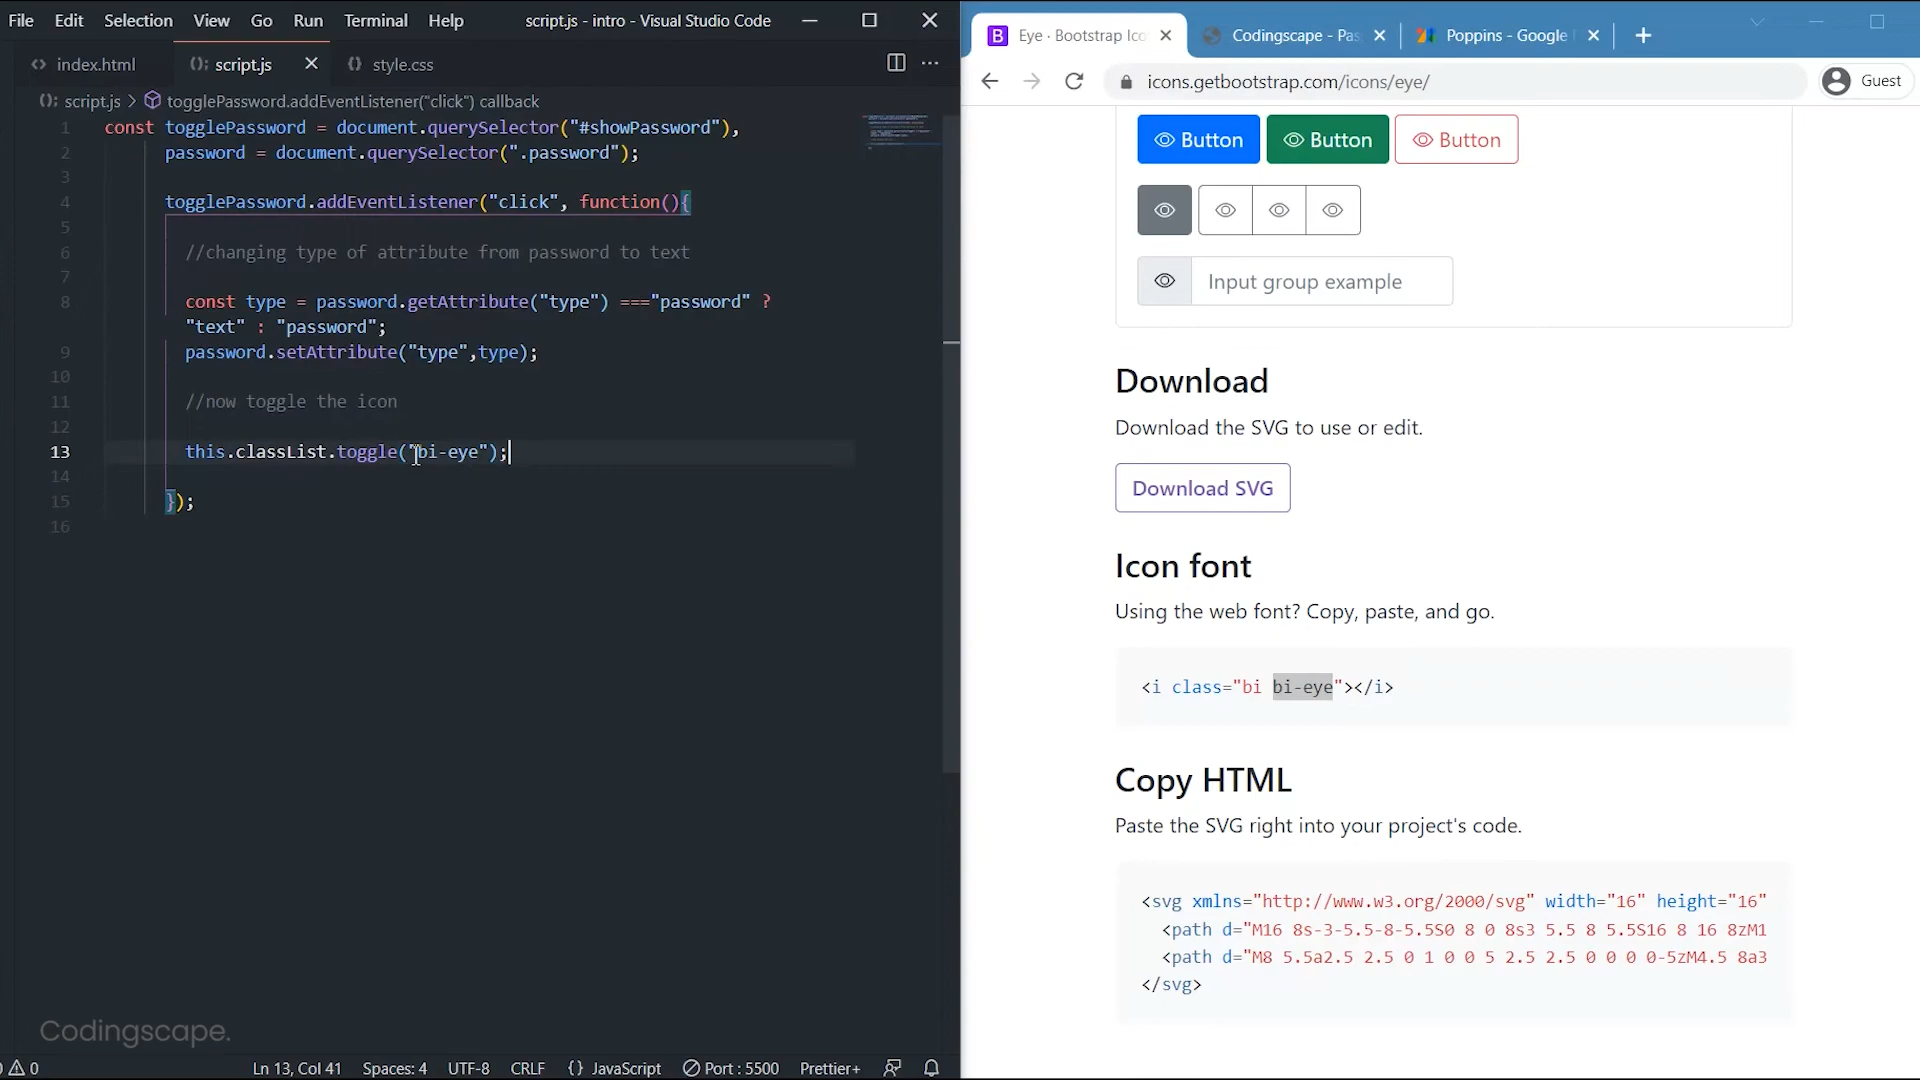 File Edit Selection View Go Run Terminal Help script.js - intro - Visual Studio Code
index.html script.js style.css
script.js > togglePassword.addEventListener("click") callback
1 const togglePassword = document.querySelector("#showPassword"),
2 password = document.querySelector(".password");
3
4 togglePassword.addEventListener("click", function(){
5
6 //changing type of attribute from password to text
7
8 const type = password.getAttribute("type") ==="password" ?
"text" : "password";
9 password.setAttribute("type",type);
10
11 //now toggle the icon
12
13 this.classList.toggle("bi-eye");
14
15 });
16
Codingscape.
0 Ln 13, Col 41 Spaces: 4 UTF-8 CRLF {} JavaScript Port : 5500 Prettier+
Eye · Bootstrap Ico Codingscape - Pas Poppins - Google
icons.getbootstrap.com/icons/eye/ Guest
Button Button Button
Input group example
Download
Download the SVG to use or edit.
Download SVG
Icon font
Using the web font? Copy, paste, and go.
<i class="bi bi-eye"></i>
Copy HTML
Paste the SVG right into your project's code.
<svg xmlns="http://www.w3.org/2000/svg" width="16" height="16"
<path d="M16 8s-3-5.5-8-5.5S0 8 0 8s3 5.5 8 5.5S16 8 16 8zM1
<path d="M8 5.5a2.5 2.5 0 1 0 0 5 2.5 2.5 0 0 0 0-5zM4.5 8a3
</svg>